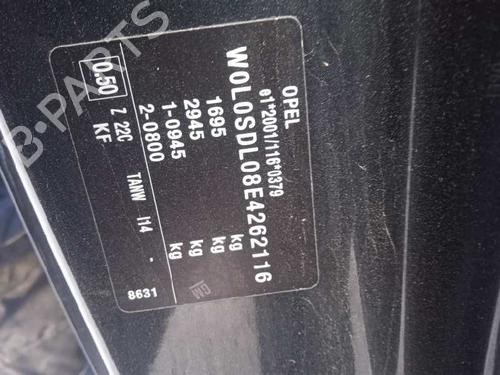 OPEL
e1*2001/116*0379
W0L0SDL08E4262116
1695 kg
2945 kg
1-0945 kg
2-0800 kg
0.50 Z 22C TANW I14 -
KF
8631
GM
B-PARTS